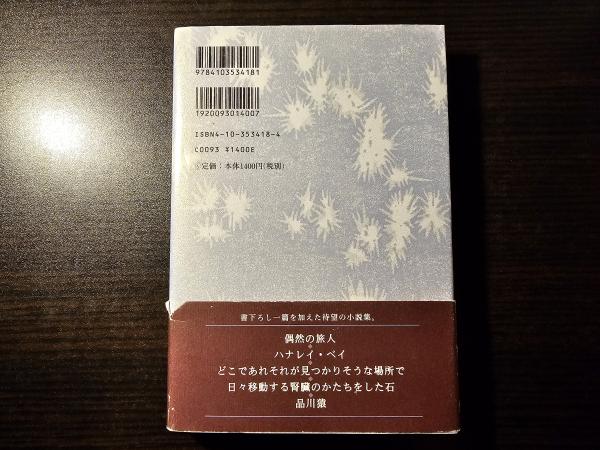 9784103534181
1920093014007
ISBN4-10-353418-4
C0093 ¥1400E
定価：本体1400円(税別)
書下ろし一篇を加えた待望の小説集。
偶然の旅人
ハナレイ・ベイ
どこであれそれが見つかりそうな場所で
日々移動する腎臓のかたちをした石
品川猿